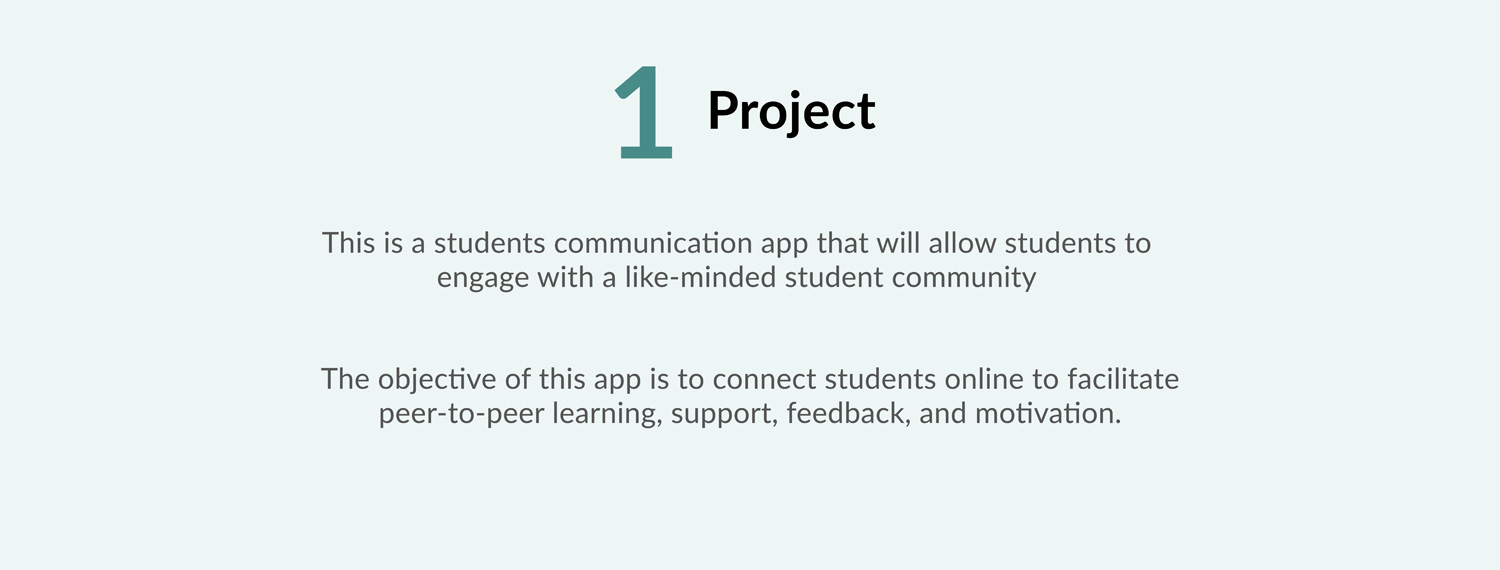 1 Project
This is a students communication app that will allow students to
engage with a like-minded student community
The objective of this app is to connect students online to facilitate
peer-to-peer learning, support, feedback, and motivation.